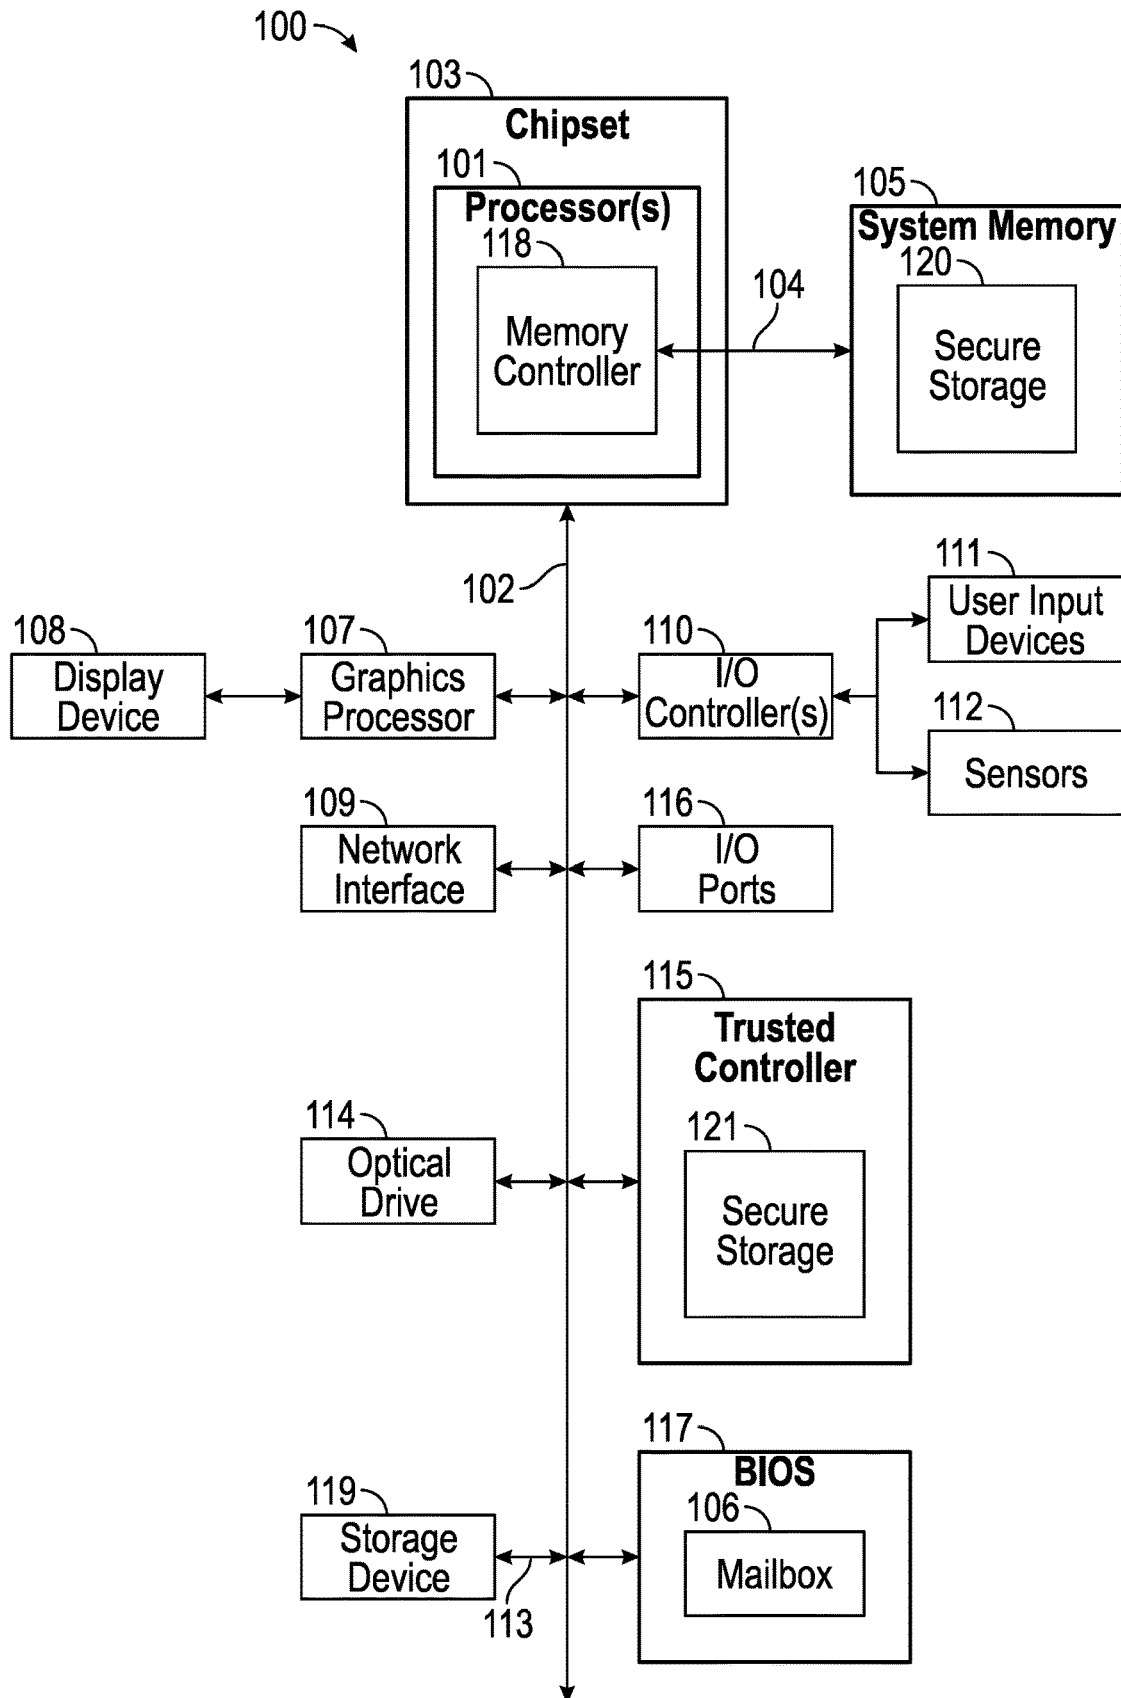 100
103
Chipset
101
Processor(s)
118
Memory
Controller
104
105
System Memory
120
Secure
Storage
102
111
User Input
Devices
108
Display
Device
107
Graphics
Processor
110
I/O
Controller(s)
112
Sensors
109
Network
Interface
116
I/O
Ports
115
Trusted
Controller
114
Optical
Drive
121
Secure
Storage
117
BIOS
119
Storage
Device
106
Mailbox
113